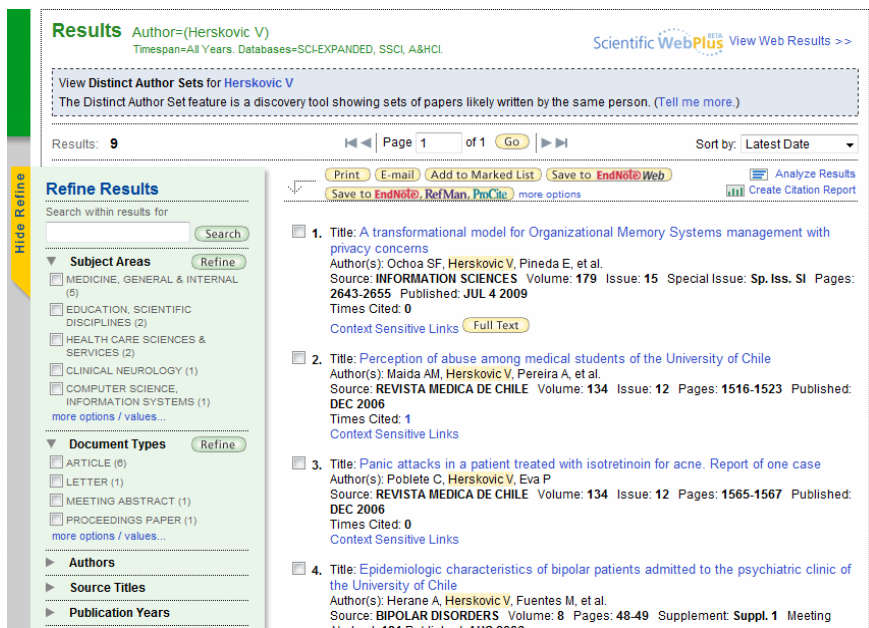 Results Author=(Herskovic V)
Timespan=All Years. Databases=SCI-EXPANDED, SSCI, A&HCI.
Scientific WebPlus BETA View Web Results >>
View Distinct Author Sets for Herskovic V
The Distinct Author Set feature is a discovery tool showing sets of papers likely written by the same person. (Tell me more.)
Results: 9
Page 1 of 1 Go
Sort by: Latest Date
Hide Refine
Refine Results
Search within results for
Search
Subject Areas Refine
MEDICINE, GENERAL & INTERNAL
(5)
EDUCATION, SCIENTIFIC
DISCIPLINES (2)
HEALTH CARE SCIENCES &
SERVICES (2)
CLINICAL NEUROLOGY (1)
COMPUTER SCIENCE,
INFORMATION SYSTEMS (1)
more options / values...
Document Types Refine
ARTICLE (6)
LETTER (1)
MEETING ABSTRACT (1)
PROCEEDINGS PAPER (1)
more options / values...
Authors
Source Titles
Publication Years
Print E-mail Add to Marked List Save to EndNote Web
Save to EndNote, RefMan, ProCite more options
Analyze Results
Create Citation Report
1. Title: A transformational model for Organizational Memory Systems management with
privacy concerns
Author(s): Ochoa SF, Herskovic V, Pineda E, et al.
Source: INFORMATION SCIENCES Volume: 179 Issue: 15 Special Issue: Sp. Iss. SI Pages:
2643-2655 Published: JUL 4 2009
Times Cited: 0
Context Sensitive Links Full Text
2. Title: Perception of abuse among medical students of the University of Chile
Author(s): Maida AM, Herskovic V, Pereira A, et al.
Source: REVISTA MEDICA DE CHILE Volume: 134 Issue: 12 Pages: 1516-1523 Published:
DEC 2006
Times Cited: 1
Context Sensitive Links
3. Title: Panic attacks in a patient treated with isotretinoin for acne. Report of one case
Author(s): Poblete C, Herskovic V, Eva P
Source: REVISTA MEDICA DE CHILE Volume: 134 Issue: 12 Pages: 1565-1567 Published:
DEC 2006
Times Cited: 0
Context Sensitive Links
4. Title: Epidemiologic characteristics of bipolar patients admitted to the psychiatric clinic of
the University of Chile
Author(s): Herane A, Herskovic V, Fuentes M, et al.
Source: BIPOLAR DISORDERS Volume: 8 Pages: 48-49 Supplement: Suppl. 1 Meeting